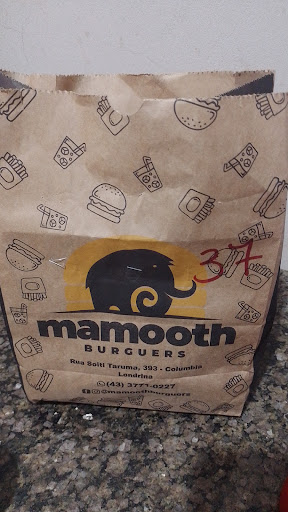 37
mamooth
BURGUERS
Rua Soiti Taruma, 393 - Columbia
Londrina
(43) 3771-0227
@mamoothburguers